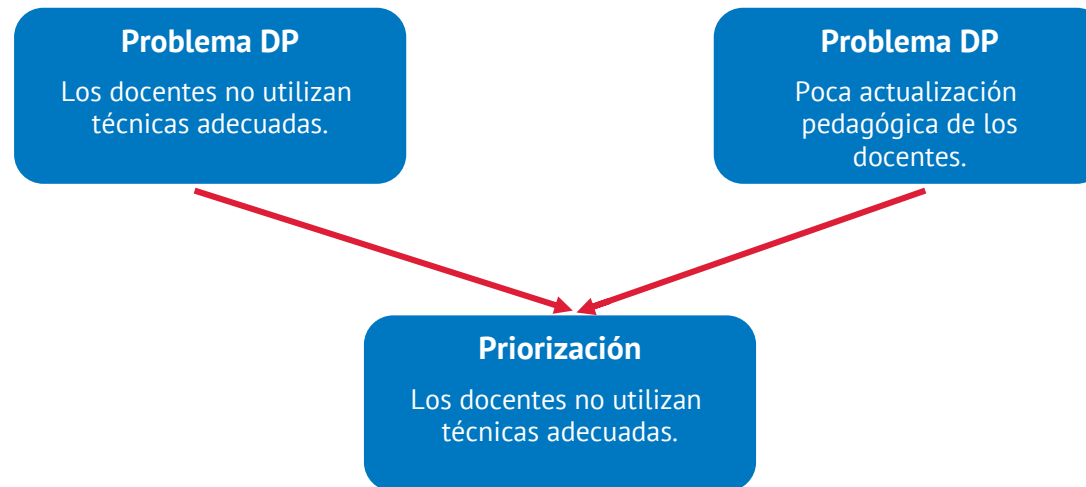 Problema DP
Los docentes no utilizan
técnicas adecuadas.
Problema DP
Poca actualización
pedagógica de los
docentes.
Priorización
Los docentes no utilizan
técnicas adecuadas.